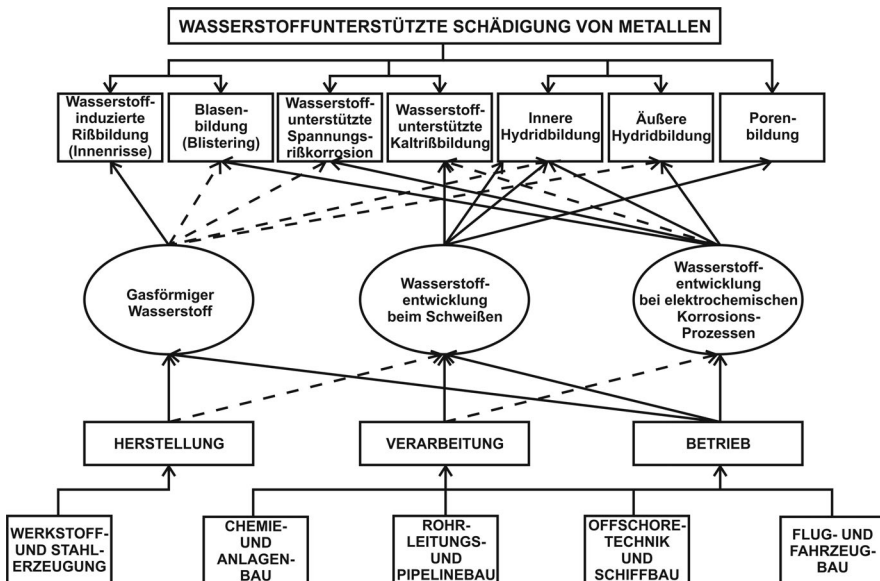 WASSERSTOFFUNTERSTÜTZTE SCHÄDIGUNG VON METALLEN
Wasserstoff-
induzierte
Rißbildung
(Innenrisse)
Blasen-
bildung
(Blistering)
Wasserstoff-
unterstützte
Spannungs-
rißkorrosion
Wasserstoff-
unterstützte
Kaltrißbildung
Innere
Hydridbildung
Äußere
Hydridbildung
Poren-
bildung
Gasförmiger
Wasserstoff
Wasserstoff-
entwicklung
beim Schweißen
Wasserstoff-
entwicklung
bei elektrochemischen
Korrosions-
Prozessen
HERSTELLUNG
VERARBEITUNG
BETRIEB
WERKSTOFF-
UND STAHL-
ERZEUGUNG
CHEMIE-
UND
ANLAGEN-
BAU
ROHR-
LEITUNGS-
UND
PIPELINEBAU
OFFSCHORE-
TECHNIK
UND
SCHIFFBAU
FLUG- UND
FAHRZEUG-
BAU